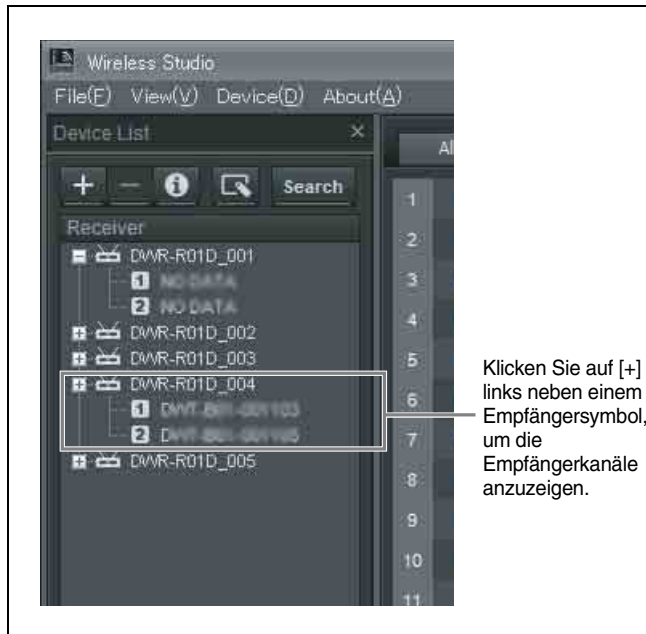 Wireless Studio
File(F) View(V) Device(D) About(A)
Device List
Search
Receiver
DWR-R01D_001
1 NO DATA
2 NO DATA
DWR-R01D_002
DWR-R01D_003
DWR-R01D_004
1
2
DWR-R01D_005
1
2
3
4
5
6
7
8
9
10
11
Klicken Sie auf [+]
links neben einem
Empfängersymbol,
um die
Empfängerkanäle
anzuzeigen.